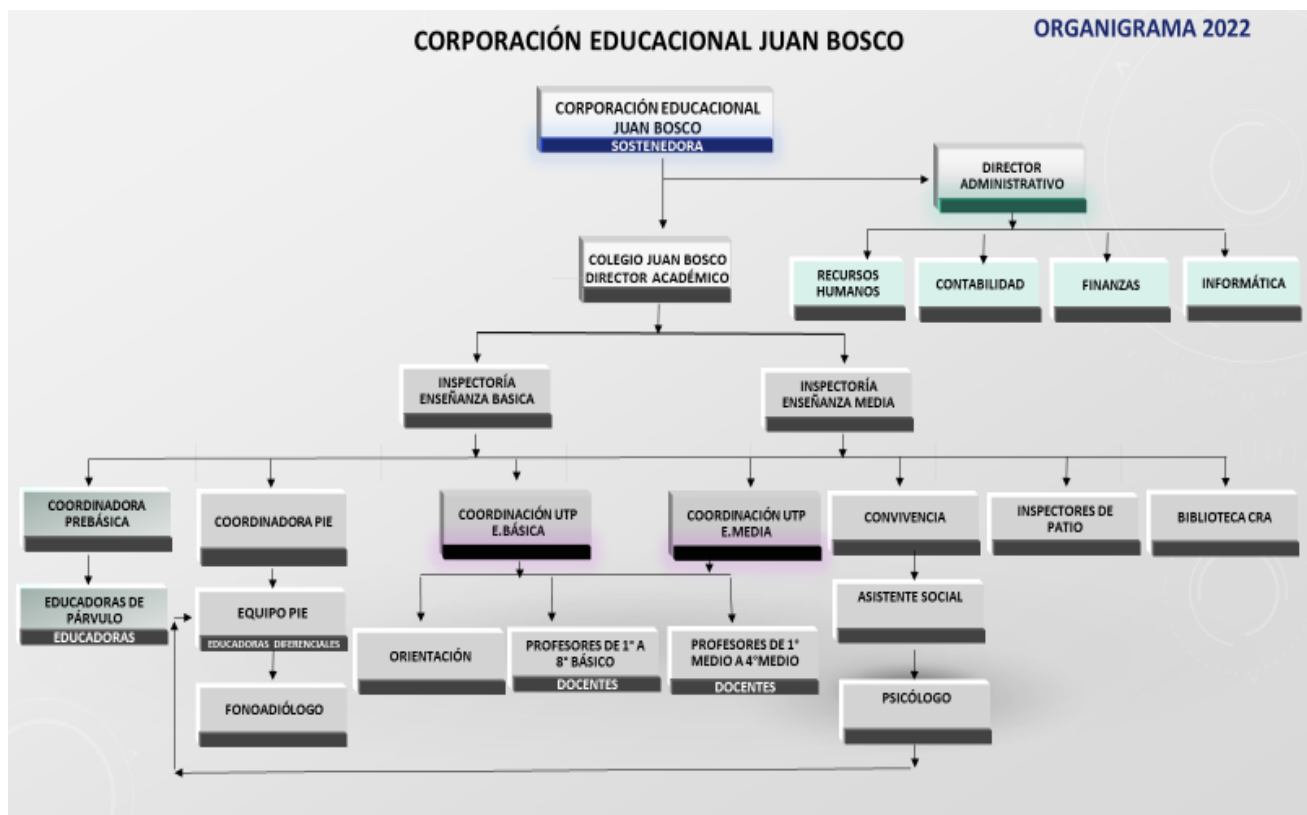 CORPORACIÓN EDUCACIONAL JUAN BOSCO
ORGANIGRAMA 2022
CORPORACIÓN EDUCACIONAL
JUAN BOSCO
SOSTENEDORA
DIRECTOR
ADMINISTRATIVO
COLEGIO JUAN BOSCO
DIRECTOR ACADÉMICO
RECURSOS
HUMANOS
CONTABILIDAD
FINANZAS
INFORMÁTICA
INSPECTORÍA
ENSEÑANZA BASICA
INSPECTORÍA
ENSEÑANZA MEDIA
COORDINADORA
PREBÁSICA
COORDINADORA PIE
COORDINACIÓN UTP
E.BÁSICA
COORDINACIÓN UTP
E.MEDIA
CONVIVENCIA
INSPECTORES DE
PATIO
BIBLIOTECA CRA
EDUCADORAS DE
PÁRVULO
EDUCADORAS
EQUIPO PIE
EDUCADORAS DIFERENCIALES
ORIENTACIÓN
PROFESORES DE 1° A
8° BÁSICO
DOCENTES
PROFESORES DE 1°
MEDIO A 4°MEDIO
DOCENTES
ASISTENTE SOCIAL
FONOADIÓLOGO
PSICÓLOGO